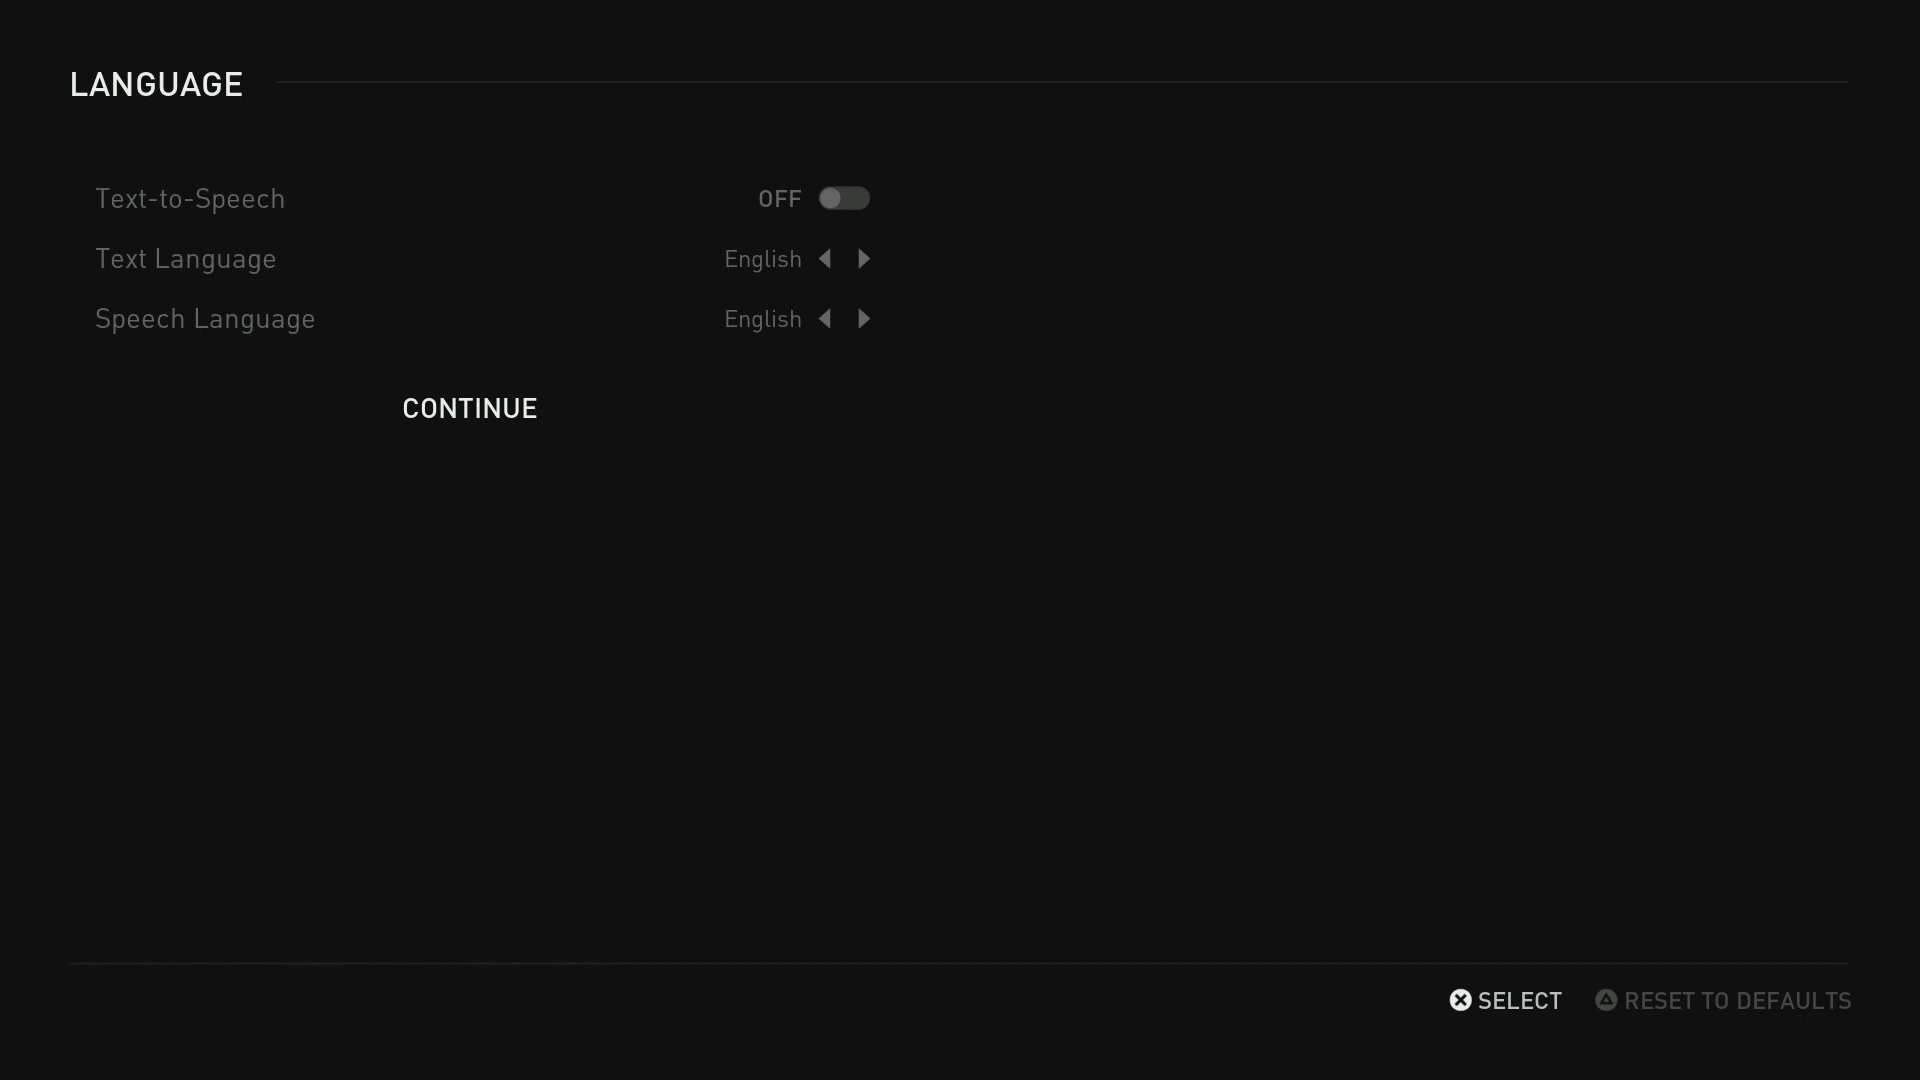 LANGUAGE
Text-to-Speech OFF
Text Language English
Speech Language English
CONTINUE
SELECT RESET TO DEFAULTS